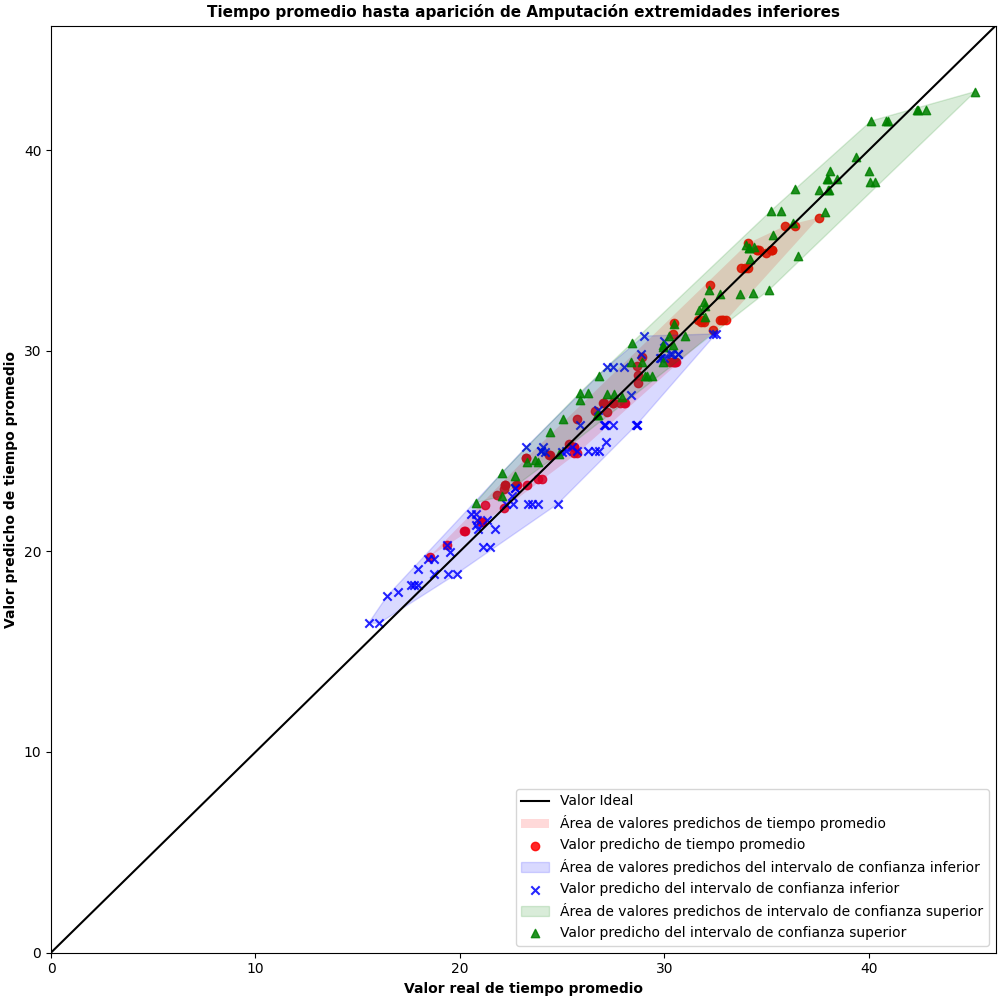 Tiempo promedio hasta aparición de Amputación extremidades inferiores
Valor predicho de tiempo promedio
40
30
20
10
0
0 10 20 30 40
Valor real de tiempo promedio
Valor Ideal
Área de valores predichos de tiempo promedio
Valor predicho de tiempo promedio
Área de valores predichos del intervalo de confianza inferior
Valor predicho del intervalo de confianza inferior
Área de valores predichos de intervalo de confianza superior
Valor predicho del intervalo de confianza superior